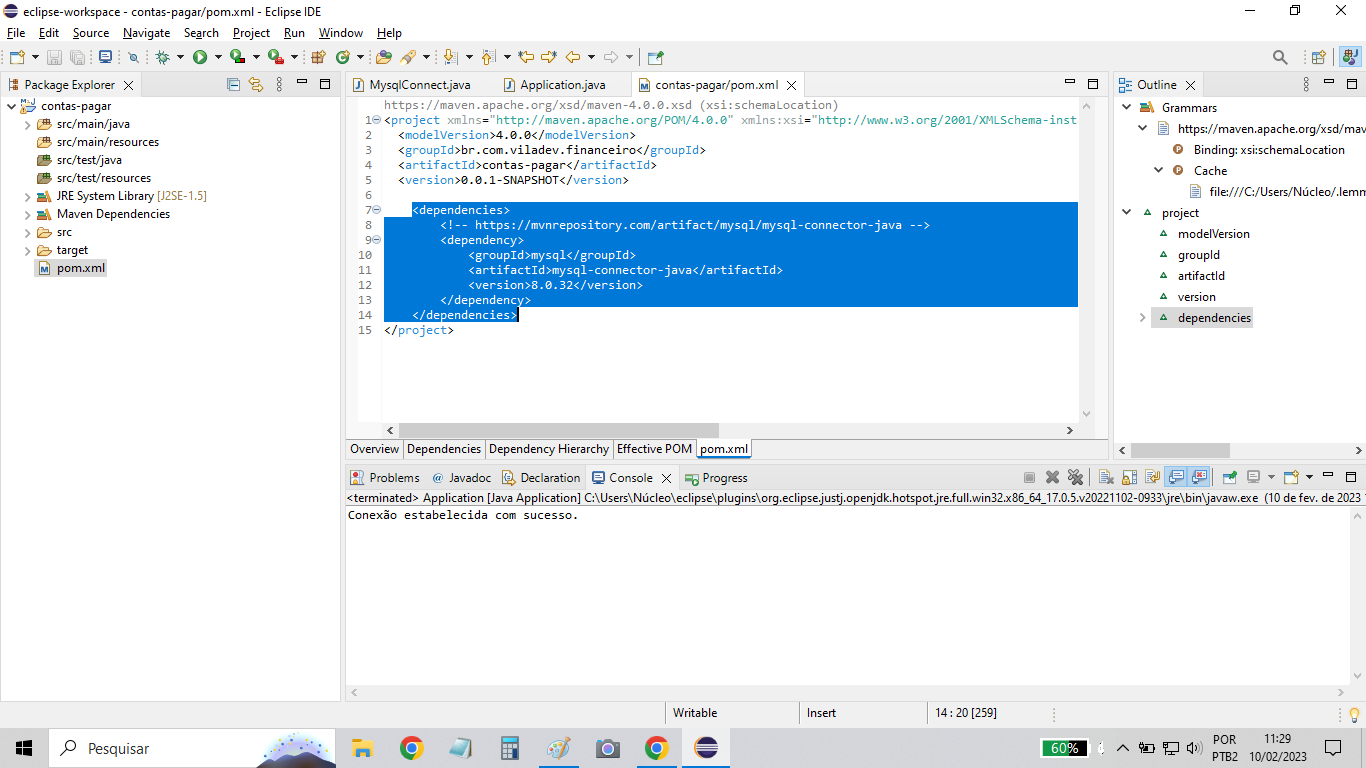 eclipse-workspace - contas-pagar/pom.xml - Eclipse IDE
File Edit Source Navigate Search Project Run Window Help
Package Explorer
contas-pagar
src/main/java
src/main/resources
src/test/java
src/test/resources
JRE System Library [J2SE-1.5]
Maven Dependencies
src
target
pom.xml
MysqlConnect.java Application.java contas-pagar/pom.xml
https://maven.apache.org/xsd/maven-4.0.0.xsd (xsi:schemaLocation)
1 <project xmlns="http://maven.apache.org/POM/4.0.0" xmlns:xsi="http://www.w3.org/2001/XMLSchema-inst
2 <modelVersion>4.0.0</modelVersion>
3 <groupId>br.com.viladev.financeiro</groupId>
4 <artifactId>contas-pagar</artifactId>
5 <version>0.0.1-SNAPSHOT</version>
6
7 <dependencies>
8 <!-- https://mvnrepository.com/artifact/mysql/mysql-connector-java -->
9 <dependency>
10 <groupId>mysql</groupId>
11 <artifactId>mysql-connector-java</artifactId>
12 <version>8.0.32</version>
13 </dependency>
14 </dependencies>
15 </project>
Overview Dependencies Dependency Hierarchy Effective POM pom.xml
Outline
Grammars
https://maven.apache.org/xsd/mav
Binding: xsi:schemaLocation
Cache
file:///C:/Users/Núcleo/.lemm
project
modelVersion
groupId
artifactId
version
dependencies
Problems Javadoc Declaration Console Progress
<terminated> Application [Java Application] C:\Users\Núcleo\eclipse\plugins\org.eclipse.justj.openjdk.hotspot.jre.full.win32.x86_64_17.0.5.v20221102-0933\jre\bin\javaw.exe (10 de fev. de 2023
Conexão estabelecida com sucesso.
Writable Insert 14 : 20 [259]
Pesquisar
60%
POR
PTB2
11:29
10/02/2023